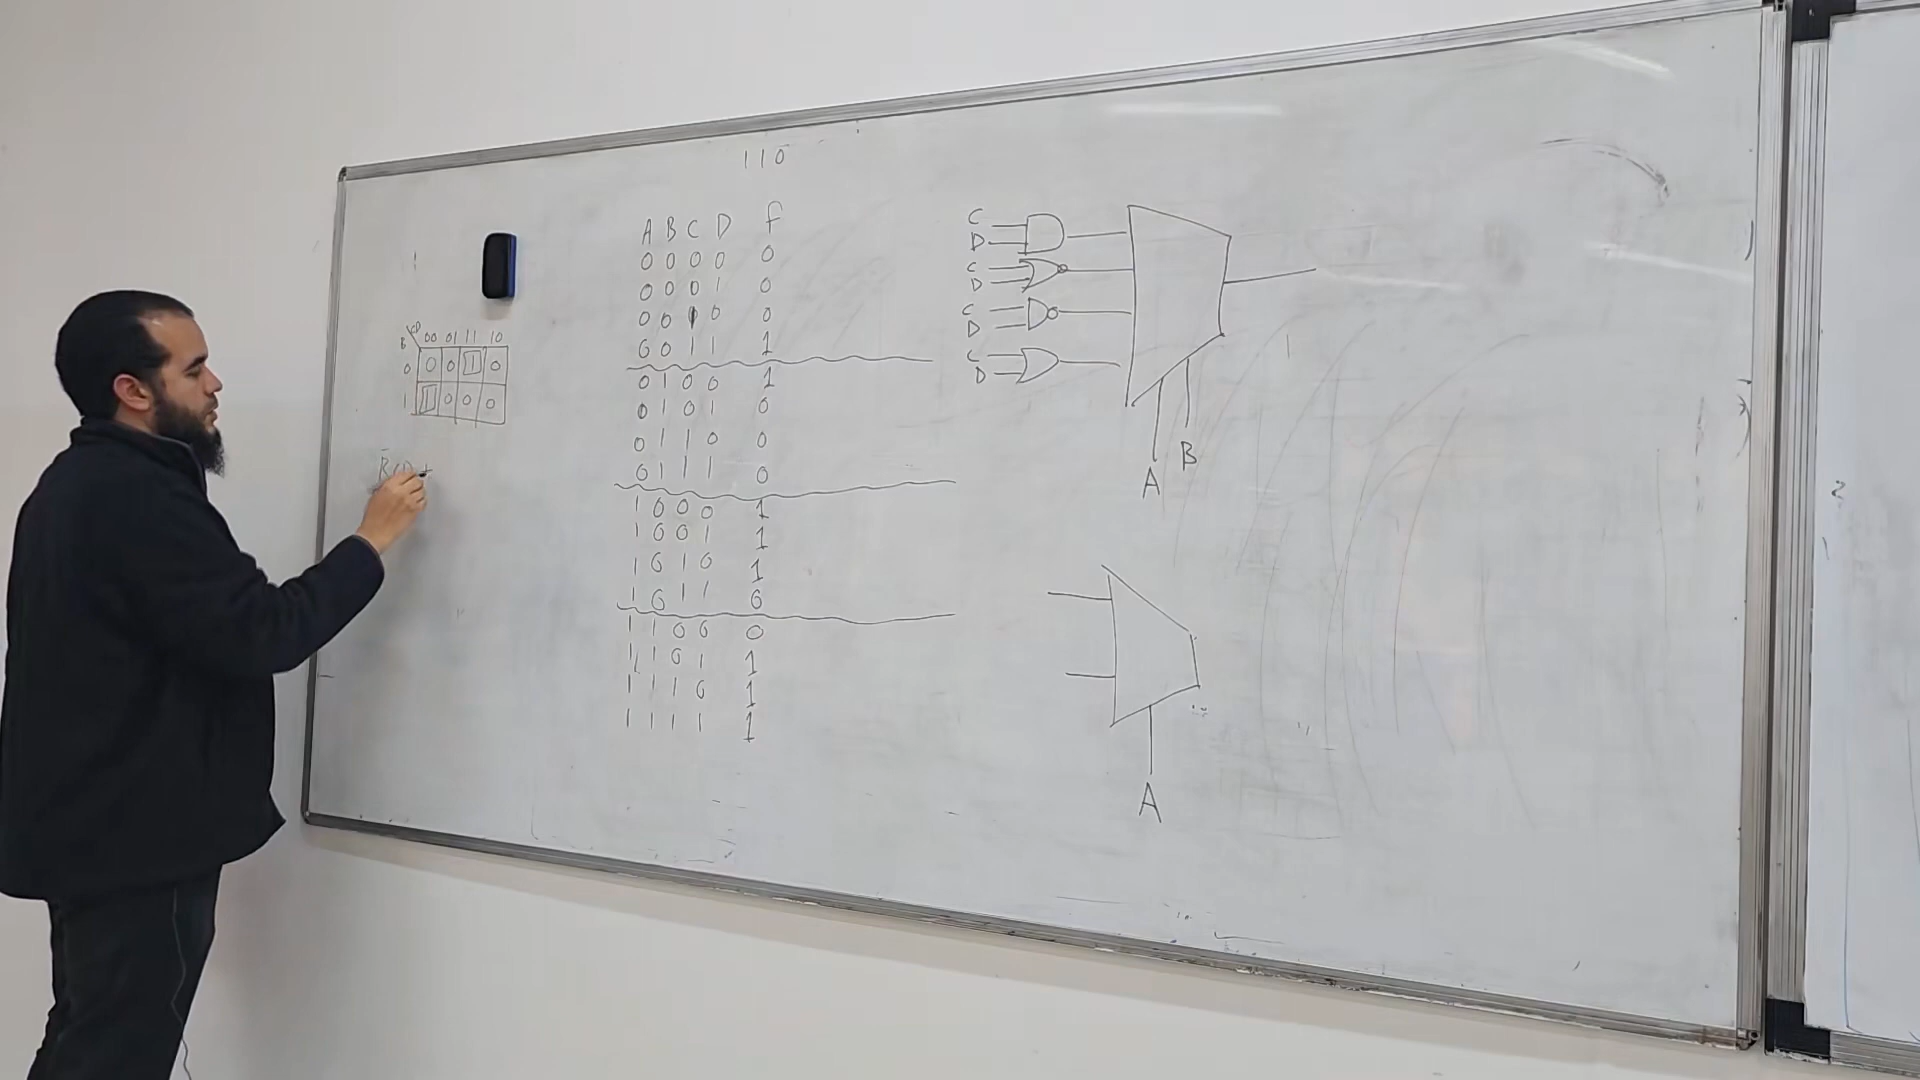 110
A B C D f
0 0 0 0 0
0 0 0 1 0
0 0 1 0 0
0 0 1 1 1
0 1 0 0 1
0 1 0 1 0
0 1 1 0 0
0 1 1 1 0
1 0 0 0 1
1 0 0 1 1
1 0 1 0 1
1 0 1 1 0
1 1 0 0 0
1 1 0 1 1
1 1 1 0 1
1 1 1 1 1
CD 00 01 11 10
B
0 0 0 1 0
1 1 0 0 0
B̅CD +
C
D
C
D
C
D
C
D
A B
A
2